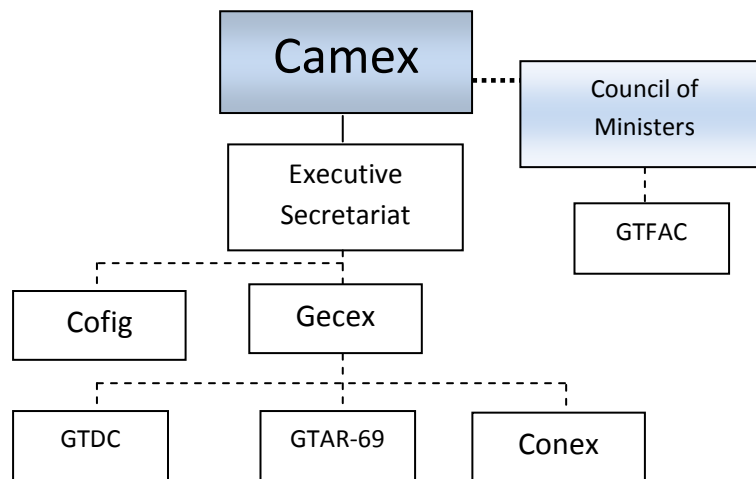 Camex
Council of
Ministers
Executive
Secretariat
GTFAC
Cofig
Gecex
GTDC
GTAR-69
Conex